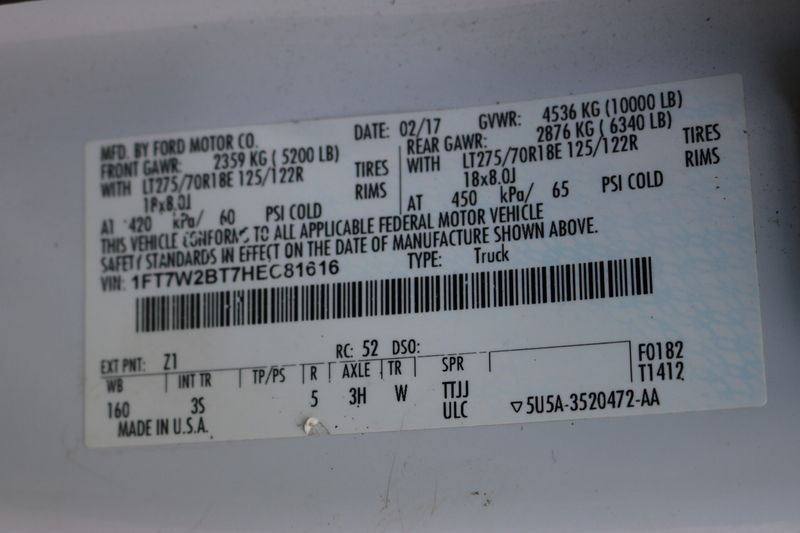 MFD. BY FORD MOTOR CO. DATE: 02/17 GVWR: 4536 KG (10000 LB)
FRONT GAWR: 2359 KG ( 5200 LB) REAR GAWR: 2876 KG ( 6340 LB)
WITH LT275/70R18E 125/122R TIRES WITH LT275/70R18E 125/122R TIRES
18x8.0J RIMS 18x8.0J RIMS
AT 420 kPa/ 60 PSI COLD AT 450 kPa/ 65 PSI COLD
THIS VEHICLE CONFORMS TO ALL APPLICABLE FEDERAL MOTOR VEHICLE
SAFETY STANDARDS IN EFFECT ON THE DATE OF MANUFACTURE SHOWN ABOVE.
VIN: 1FT7W2BT7HEC81616 TYPE: Truck
EXT PNT: Z1 RC: 52 DSO:
WB INT TR TP/PS R AXLE TR SPR F0182
160 3S 5 3H W TTJJ T1412
ULC ▽5U5A-3520472-AA
MADE IN U.S.A.